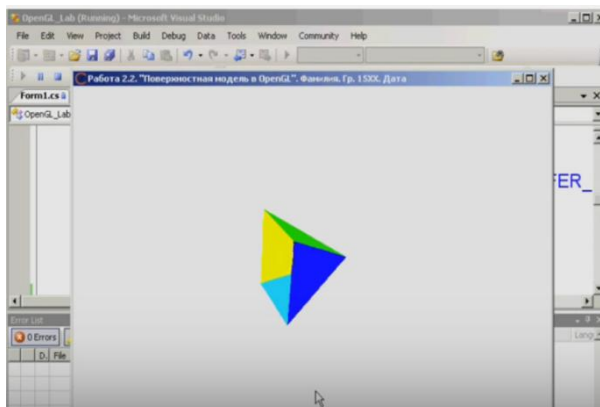 OpenGL_Lab (Running) - Microsoft Visual Studio
File Edit View Project Build Debug Data Tools Window Community Help
Работа 2.2. "Поверхностная модель в OpenGL". Фамилия. Гр. 15XX. Дата
Form1.cs
OpenGL_Lab
FER_
Error List
0 Errors
Lang
D. File